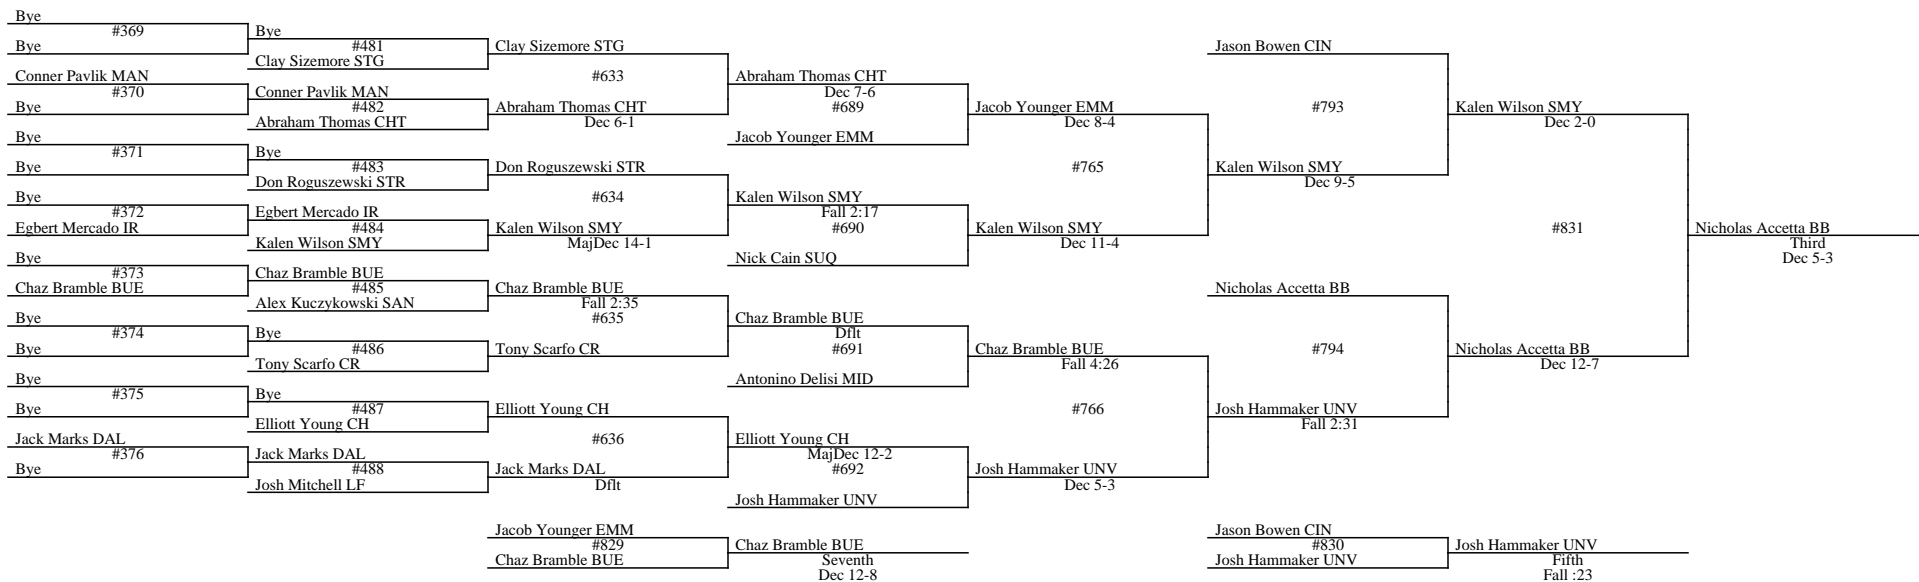 Bye
#369
Bye
Conner Pavlik MAN
#370
Bye
Bye
#371
Bye
Bye
#372
Egbert Mercado IR
Bye
#373
Chaz Bramble BUE
Bye
#374
Bye
Bye
#375
Bye
Jack Marks DAL
#376
Bye
Bye
#481
Clay Sizemore STG
Conner Pavlik MAN
#482
Abraham Thomas CHT
Bye
#483
Don Roguszewski STR
Egbert Mercado IR
#484
Kalen Wilson SMY
Chaz Bramble BUE
#485
Alex Kuczykowski SAN
Bye
#486
Tony Scarfo CR
Bye
#487
Elliott Young CH
Jack Marks DAL
#488
Josh Mitchell LF
Clay Sizemore STG
#633
Abraham Thomas CHT
Dec 6-1
Don Roguszewski STR
#634
Kalen Wilson SMY
MajDec 14-1
Chaz Bramble BUE
Fall 2:35
#635
Tony Scarfo CR
Elliott Young CH
#636
Jack Marks DAL
Dflt
Abraham Thomas CHT
Dec 7-6
#689
Jacob Younger EMM
Kalen Wilson SMY
Fall 2:17
#690
Nick Cain SUQ
Chaz Bramble BUE
Dflt
#691
Antonino Delisi MID
Elliott Young CH
MajDec 12-2
#692
Josh Hammaker UNV
Jacob Younger EMM
Dec 8-4
#765
Kalen Wilson SMY
Dec 11-4
Chaz Bramble BUE
Fall 4:26
#766
Josh Hammaker UNV
Dec 5-3
Jason Bowen CIN
#793
Kalen Wilson SMY
Dec 9-5
Nicholas Accetta BB
#794
Josh Hammaker UNV
Fall 2:31
Kalen Wilson SMY
Dec 2-0
#831
Nicholas Accetta BB
Dec 12-7
Nicholas Accetta BB
Third
Dec 5-3
Jacob Younger EMM
#829
Chaz Bramble BUE
Chaz Bramble BUE
Seventh
Dec 12-8
Jason Bowen CIN
#830
Josh Hammaker UNV
Josh Hammaker UNV
Fifth
Fall :23